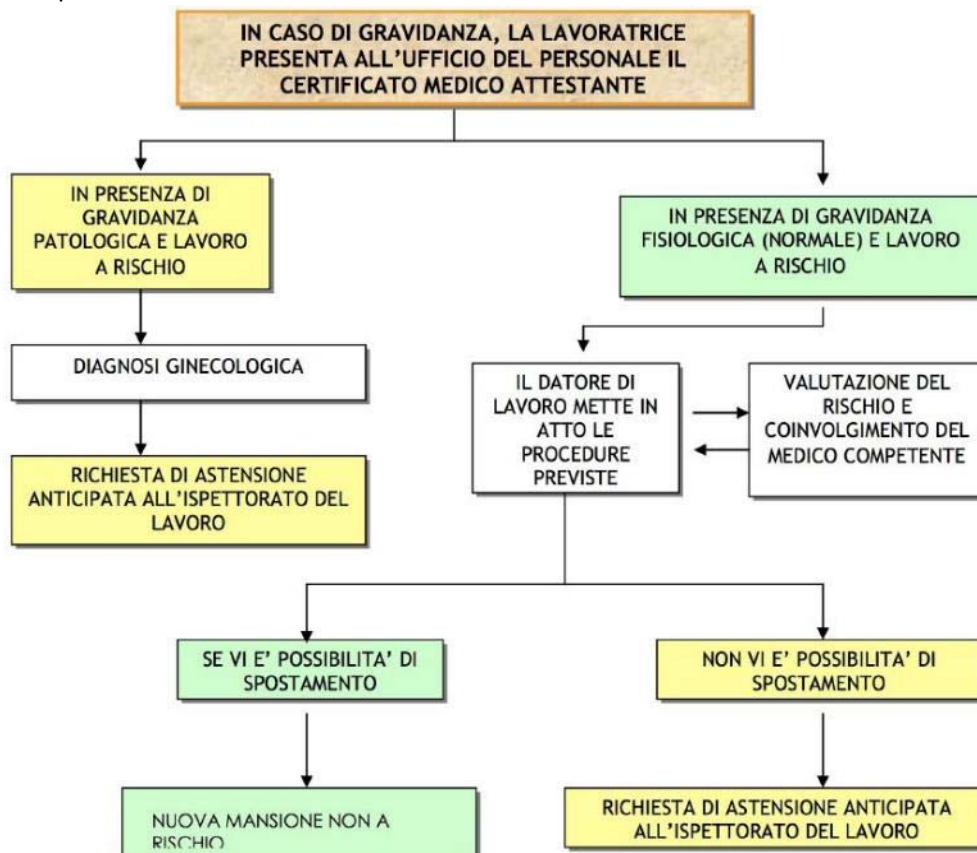 IN CASO DI GRAVIDANZA, LA LAVORATRICE
PRESENTA ALL'UFFICIO DEL PERSONALE IL
CERTIFICATO MEDICO ATTESTANTE
IN PRESENZA DI
GRAVIDANZA
PATOLOGICA E LAVORO
A RISCHIO
IN PRESENZA DI GRAVIDANZA
FISIOLOGICA (NORMALE) E LAVORO
A RISCHIO
DIAGNOSI GINECOLOGICA
IL DATORE DI
LAVORO METTE IN
ATTO LE
PROCEDURE
PREVISTE
VALUTAZIONE DEL
RISCHIO E
COINVOLGIMENTO DEL
MEDICO COMPETENTE
RICHIESTA DI ASTENSIONE
ANTICIPATA ALL'ISPETTORATO DEL
LAVORO
SE VI E' POSSIBILITA' DI
SPOSTAMENTO
NON VI E' POSSIBILITA' DI
SPOSTAMENTO
NUOVA MANSIONE NON A
RISCHIO
RICHIESTA DI ASTENSIONE ANTICIPATA
ALL'ISPETTORATO DEL LAVORO